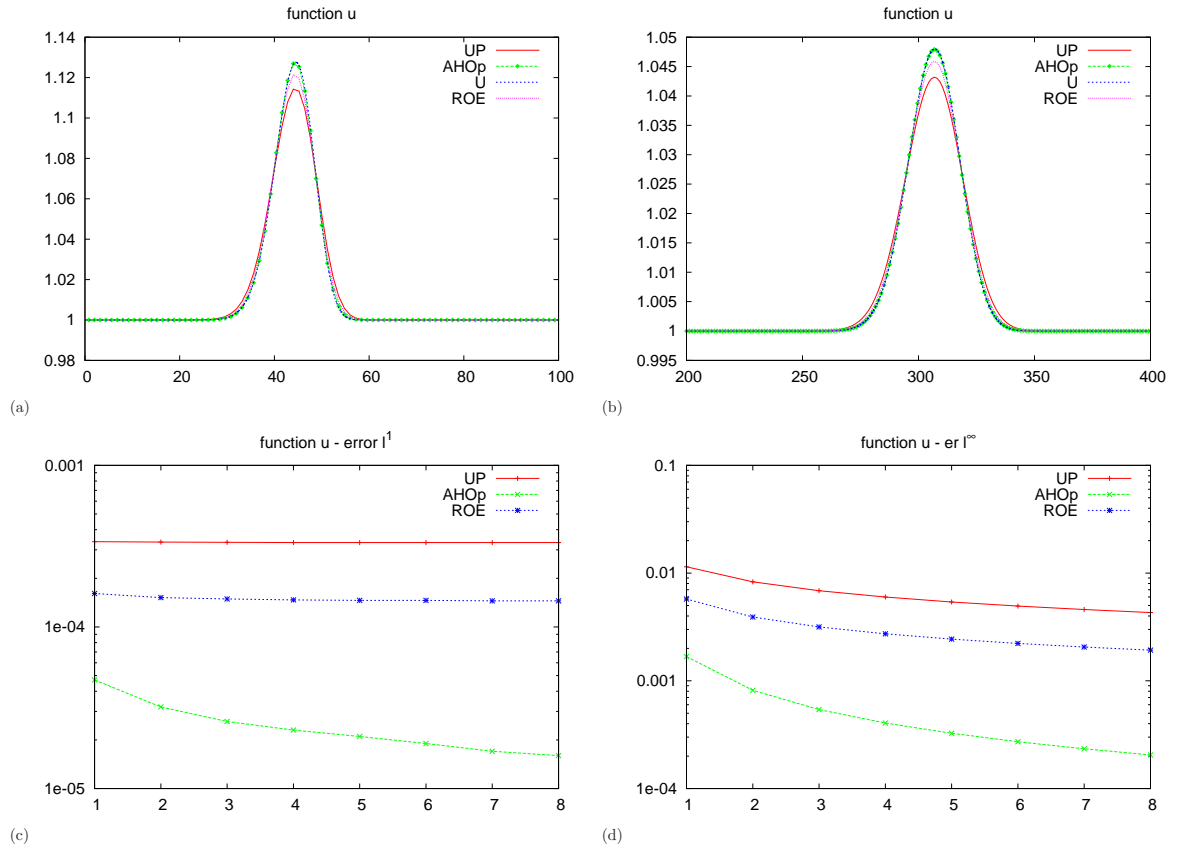 function u
1.14
1.12
1.1
1.08
1.06
1.04
1.02
1
0.98
0
20
40
60
80
100
UP
AHOp
U
ROE
(a)
function u
1.05
1.045
1.04
1.035
1.03
1.025
1.02
1.015
1.01
1.005
1
0.995
200
250
300
350
400
UP
AHOp
U
ROE
(b)
function u - error l^1
0.001
1e-04
1e-05
1
2
3
4
5
6
7
8
UP
AHOp
ROE
(c)
function u - er l^∞
0.1
0.01
0.001
1e-04
1
2
3
4
5
6
7
8
UP
AHOp
ROE
(d)